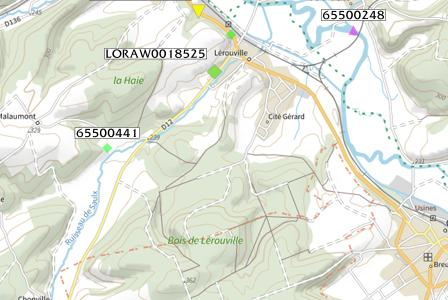 65500248
D136
Lérouville
LORAW0018525
la Haie
Cité Gérard
Malaumont
D12
65500441
Ruisseau de Saulx
Usines
Bois de Lérouville
362
Chonville